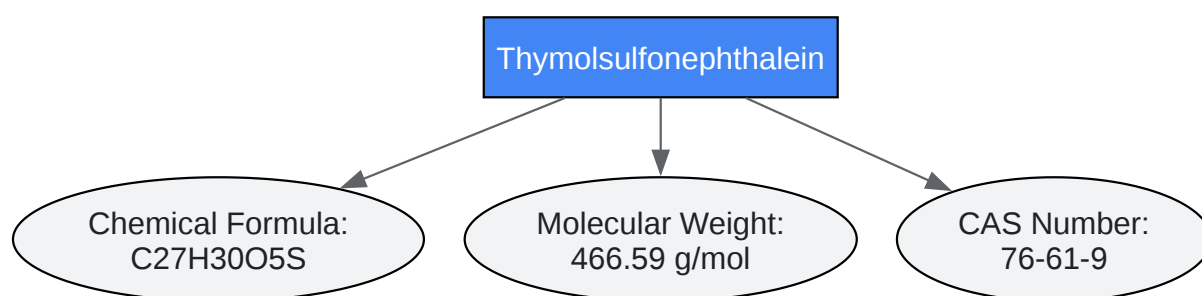 Thymolsulfonephthalein
Chemical Formula:
C27H30O5S
Molecular Weight:
466.59 g/mol
CAS Number:
76-61-9